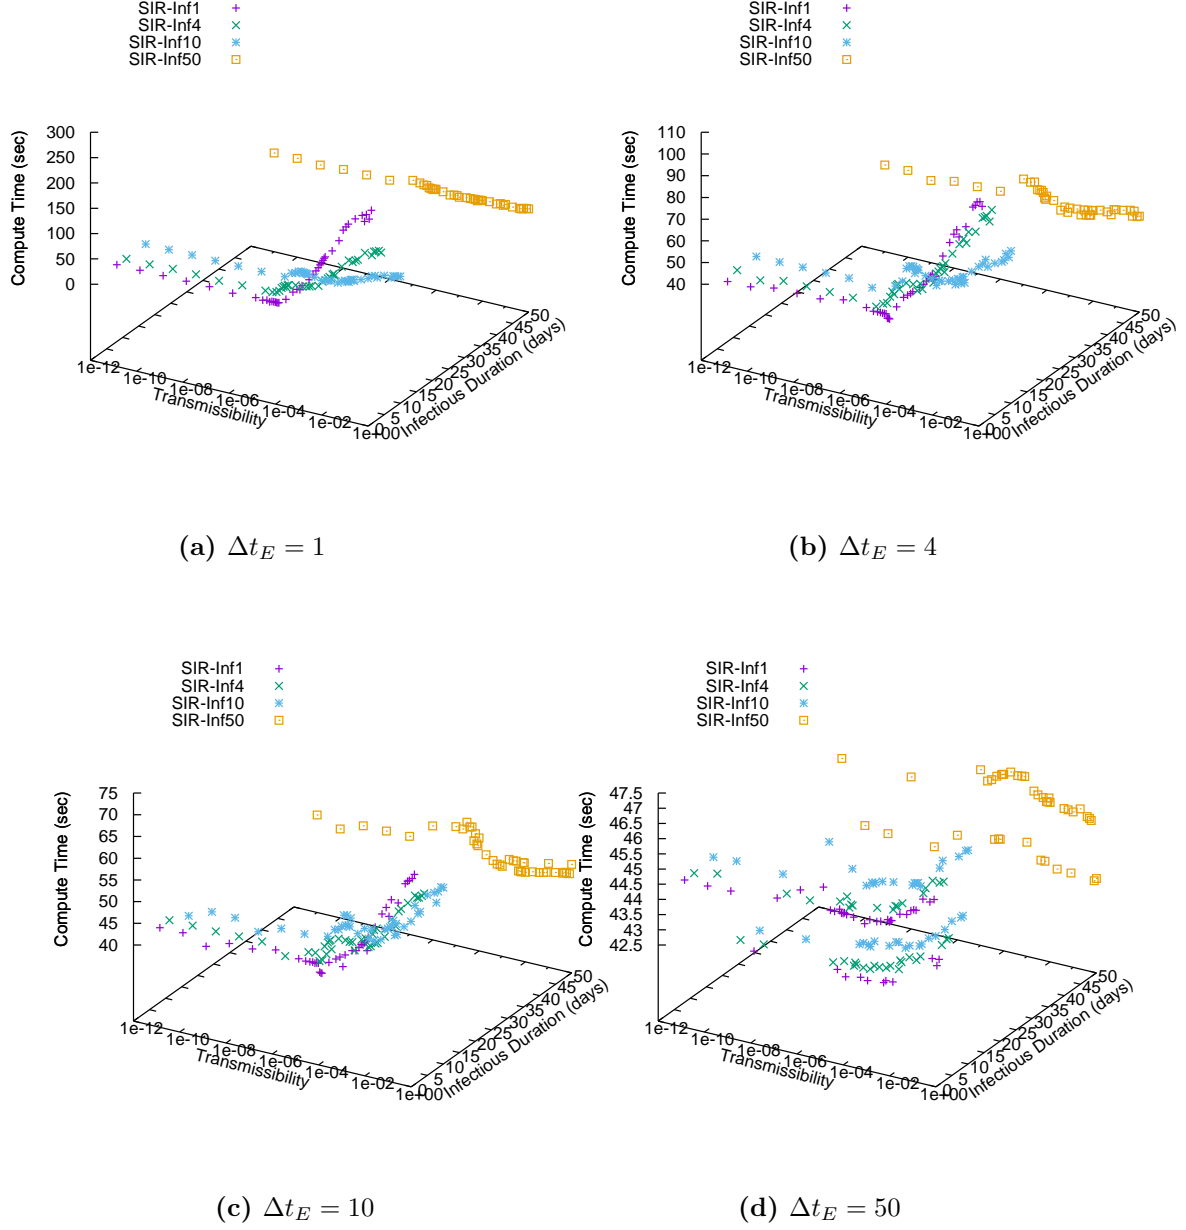 SIR-Inf1
SIR-Inf4
SIR-Inf10
SIR-Inf50
Compute Time (sec)
300
250
200
150
100
50
0
1e-12
1e-10
1e-08
1e-06
1e-04
1e-02
1e+00
Transmissibility
0
5
10
15
20
25
30
35
40
45
50
Infectious Duration (days)
(a) Δt_E = 1
SIR-Inf1
SIR-Inf4
SIR-Inf10
SIR-Inf50
Compute Time (sec)
110
100
90
80
70
60
50
40
1e-12
1e-10
1e-08
1e-06
1e-04
1e-02
1e+00
Transmissibility
0
5
10
15
20
25
30
35
40
45
50
Infectious Duration (days)
(b) Δt_E = 4
SIR-Inf1
SIR-Inf4
SIR-Inf10
SIR-Inf50
Compute Time (sec)
75
70
65
60
55
50
45
40
1e-12
1e-10
1e-08
1e-06
1e-04
1e-02
1e+00
Transmissibility
0
5
10
15
20
25
30
35
40
45
50
Infectious Duration (days)
(c) Δt_E = 10
SIR-Inf1
SIR-Inf4
SIR-Inf10
SIR-Inf50
Compute Time (sec)
47.5
47
46.5
46
45.5
45
44.5
44
43.5
43
42.5
1e-12
1e-10
1e-08
1e-06
1e-04
1e-02
1e+00
Transmissibility
0
5
10
15
20
25
30
35
40
45
50
Infectious Duration (days)
(d) Δt_E = 50